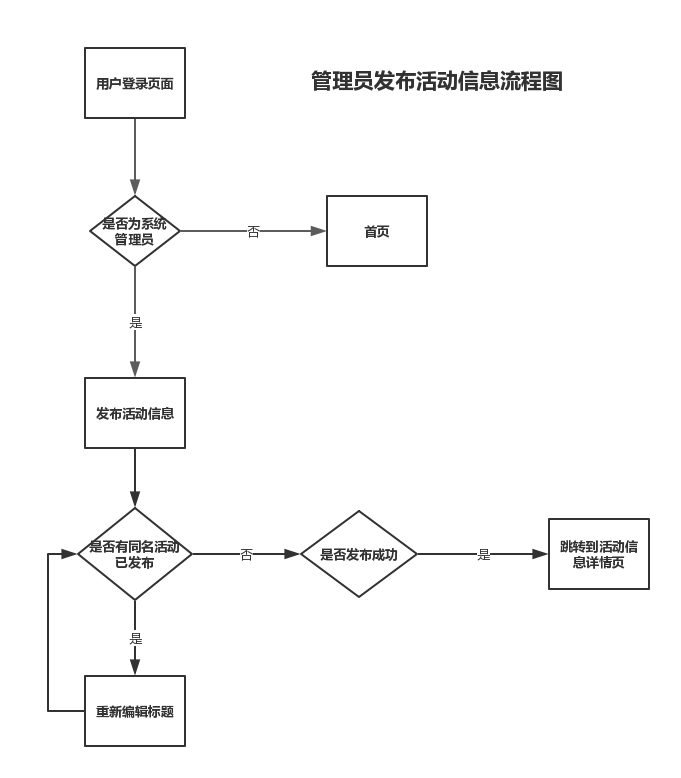 用户登录页面
管理员发布活动信息流程图
是否为系统
管理员
否
首页
是
发布活动信息
是否有同名活动
已发布
否
是否发布成功
是
跳转到活动信
息详情页
是
重新编辑标题